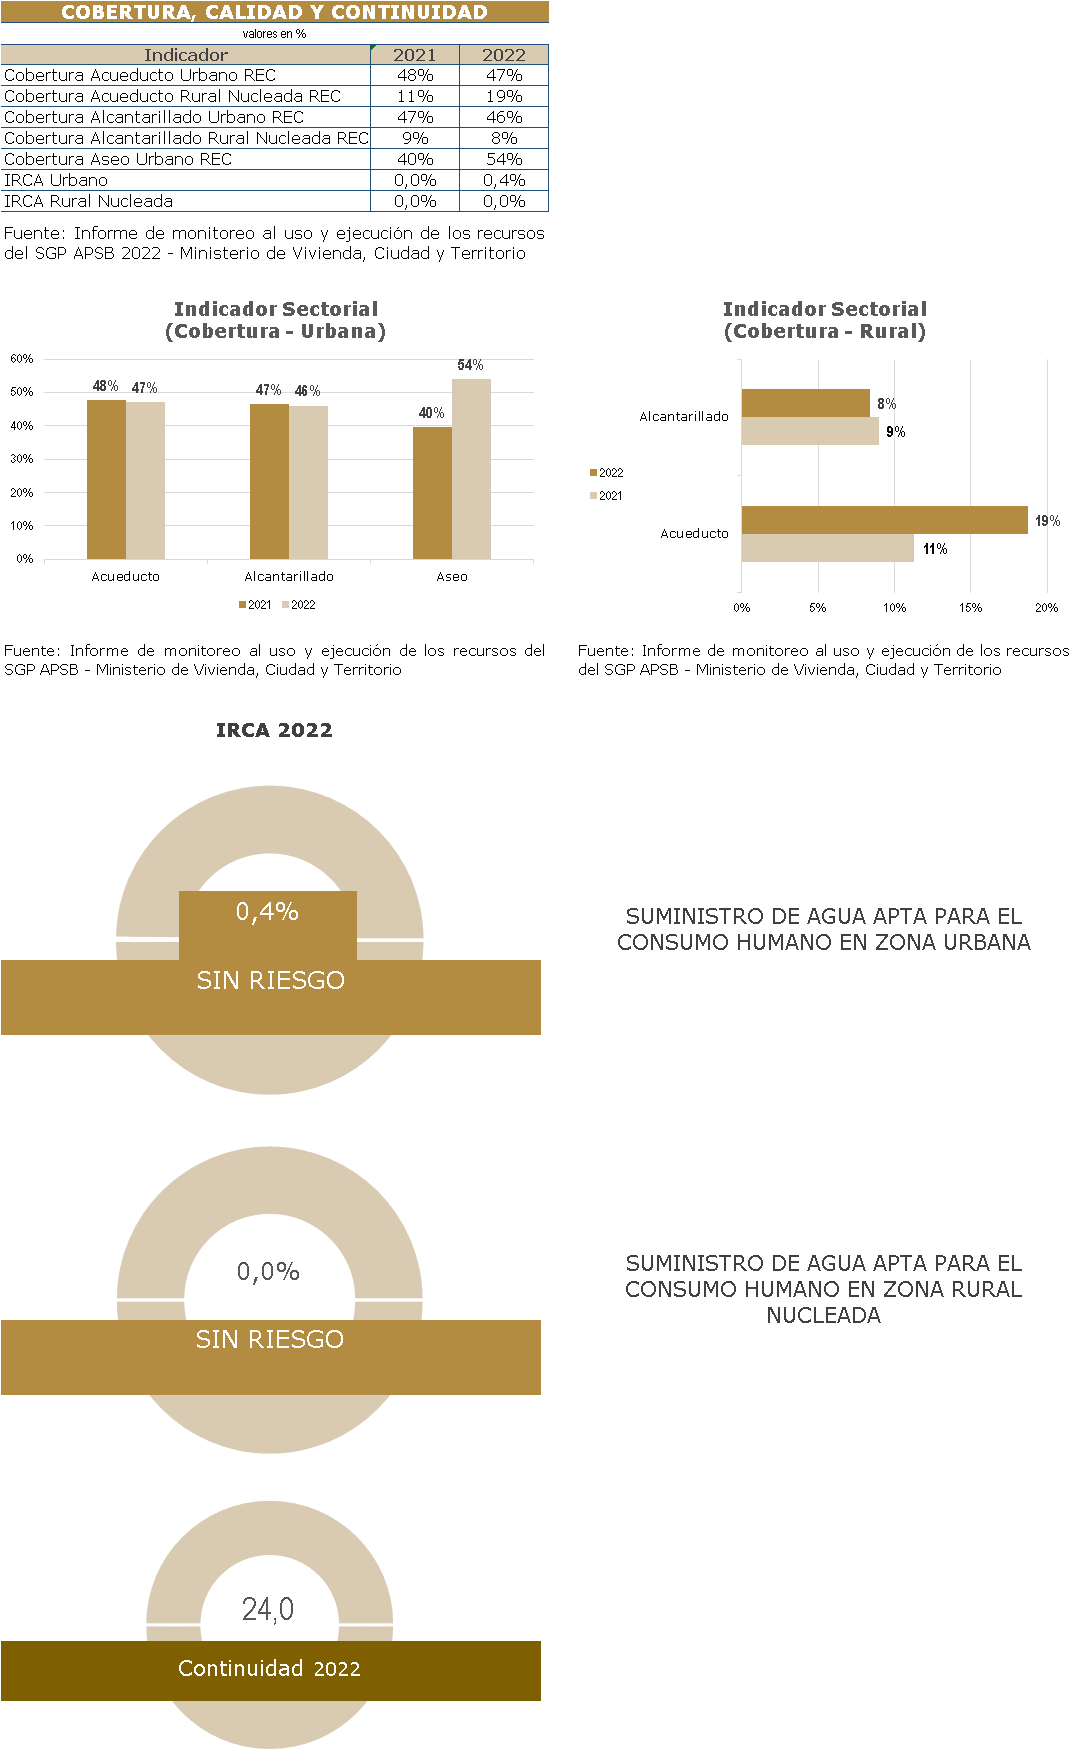 COBERTURA, CALIDAD Y CONTINUIDAD
valores en %
Indicador 2021 2022
Cobertura Acueducto Urbano REC 48% 47%
Cobertura Acueducto Rural Nucleada REC 11% 19%
Cobertura Alcantarillado Urbano REC 47% 46%
Cobertura Alcantarillado Rural Nucleada REC 9% 8%
Cobertura Aseo Urbano REC 40% 54%
IRCA Urbano 0,0% 0,4%
IRCA Rural Nucleada 0,0% 0,0%
Fuente: Informe de monitoreo al uso y ejecución de los recursos
del SGP APSB 2022 - Ministerio de Vivienda, Ciudad y Territorio
Indicador Sectorial
(Cobertura - Urbana)
60%
50%
40%
30%
20%
10%
0%
48% 47% 47% 46% 40% 54%
Acueducto Alcantarillado Aseo
2021 2022
Fuente: Informe de monitoreo al uso y ejecución de los recursos del
SGP APSB - Ministerio de Vivienda, Ciudad y Territorio
Indicador Sectorial
(Cobertura - Rural)
Alcantarillado
8%
9%
2022
2021
Acueducto
19%
11%
0% 5% 10% 15% 20%
Fuente: Informe de monitoreo al uso y ejecución de los recursos
del SGP APSB - Ministerio de Vivienda, Ciudad y Territorio
IRCA 2022
0,4%
SIN RIESGO
SUMINISTRO DE AGUA APTA PARA EL
CONSUMO HUMANO EN ZONA URBANA
0,0%
SIN RIESGO
SUMINISTRO DE AGUA APTA PARA EL
CONSUMO HUMANO EN ZONA RURAL
NUCLEADA
24,0
Continuidad 2022